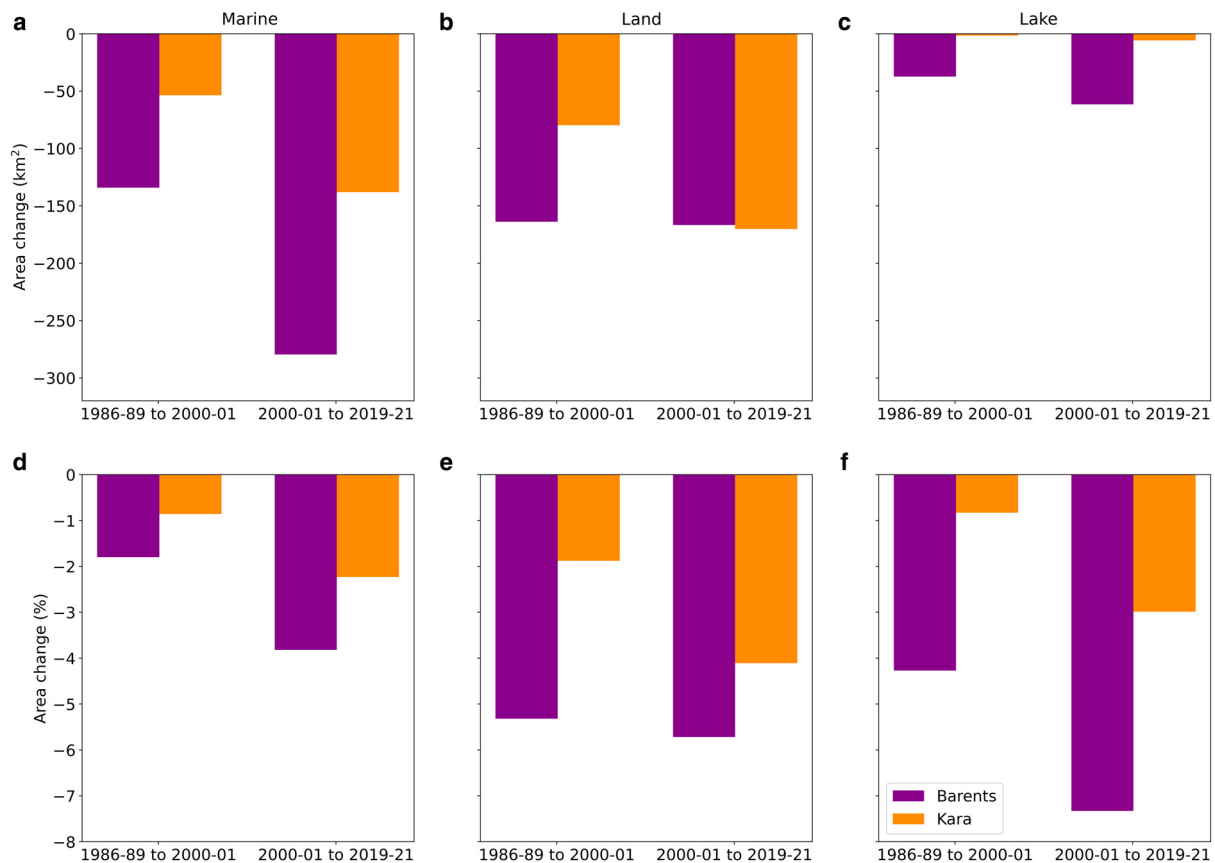 a Marine
b Land
c Lake
0
−50
−100
−150
−200
−250
−300
Area change (km²)
1986-89 to 2000-01 2000-01 to 2019-21
1986-89 to 2000-01 2000-01 to 2019-21
1986-89 to 2000-01 2000-01 to 2019-21
d
e
f
0
−1
−2
−3
−4
−5
−6
−7
−8
Area change (%)
Barents
Kara
1986-89 to 2000-01 2000-01 to 2019-21
1986-89 to 2000-01 2000-01 to 2019-21
1986-89 to 2000-01 2000-01 to 2019-21